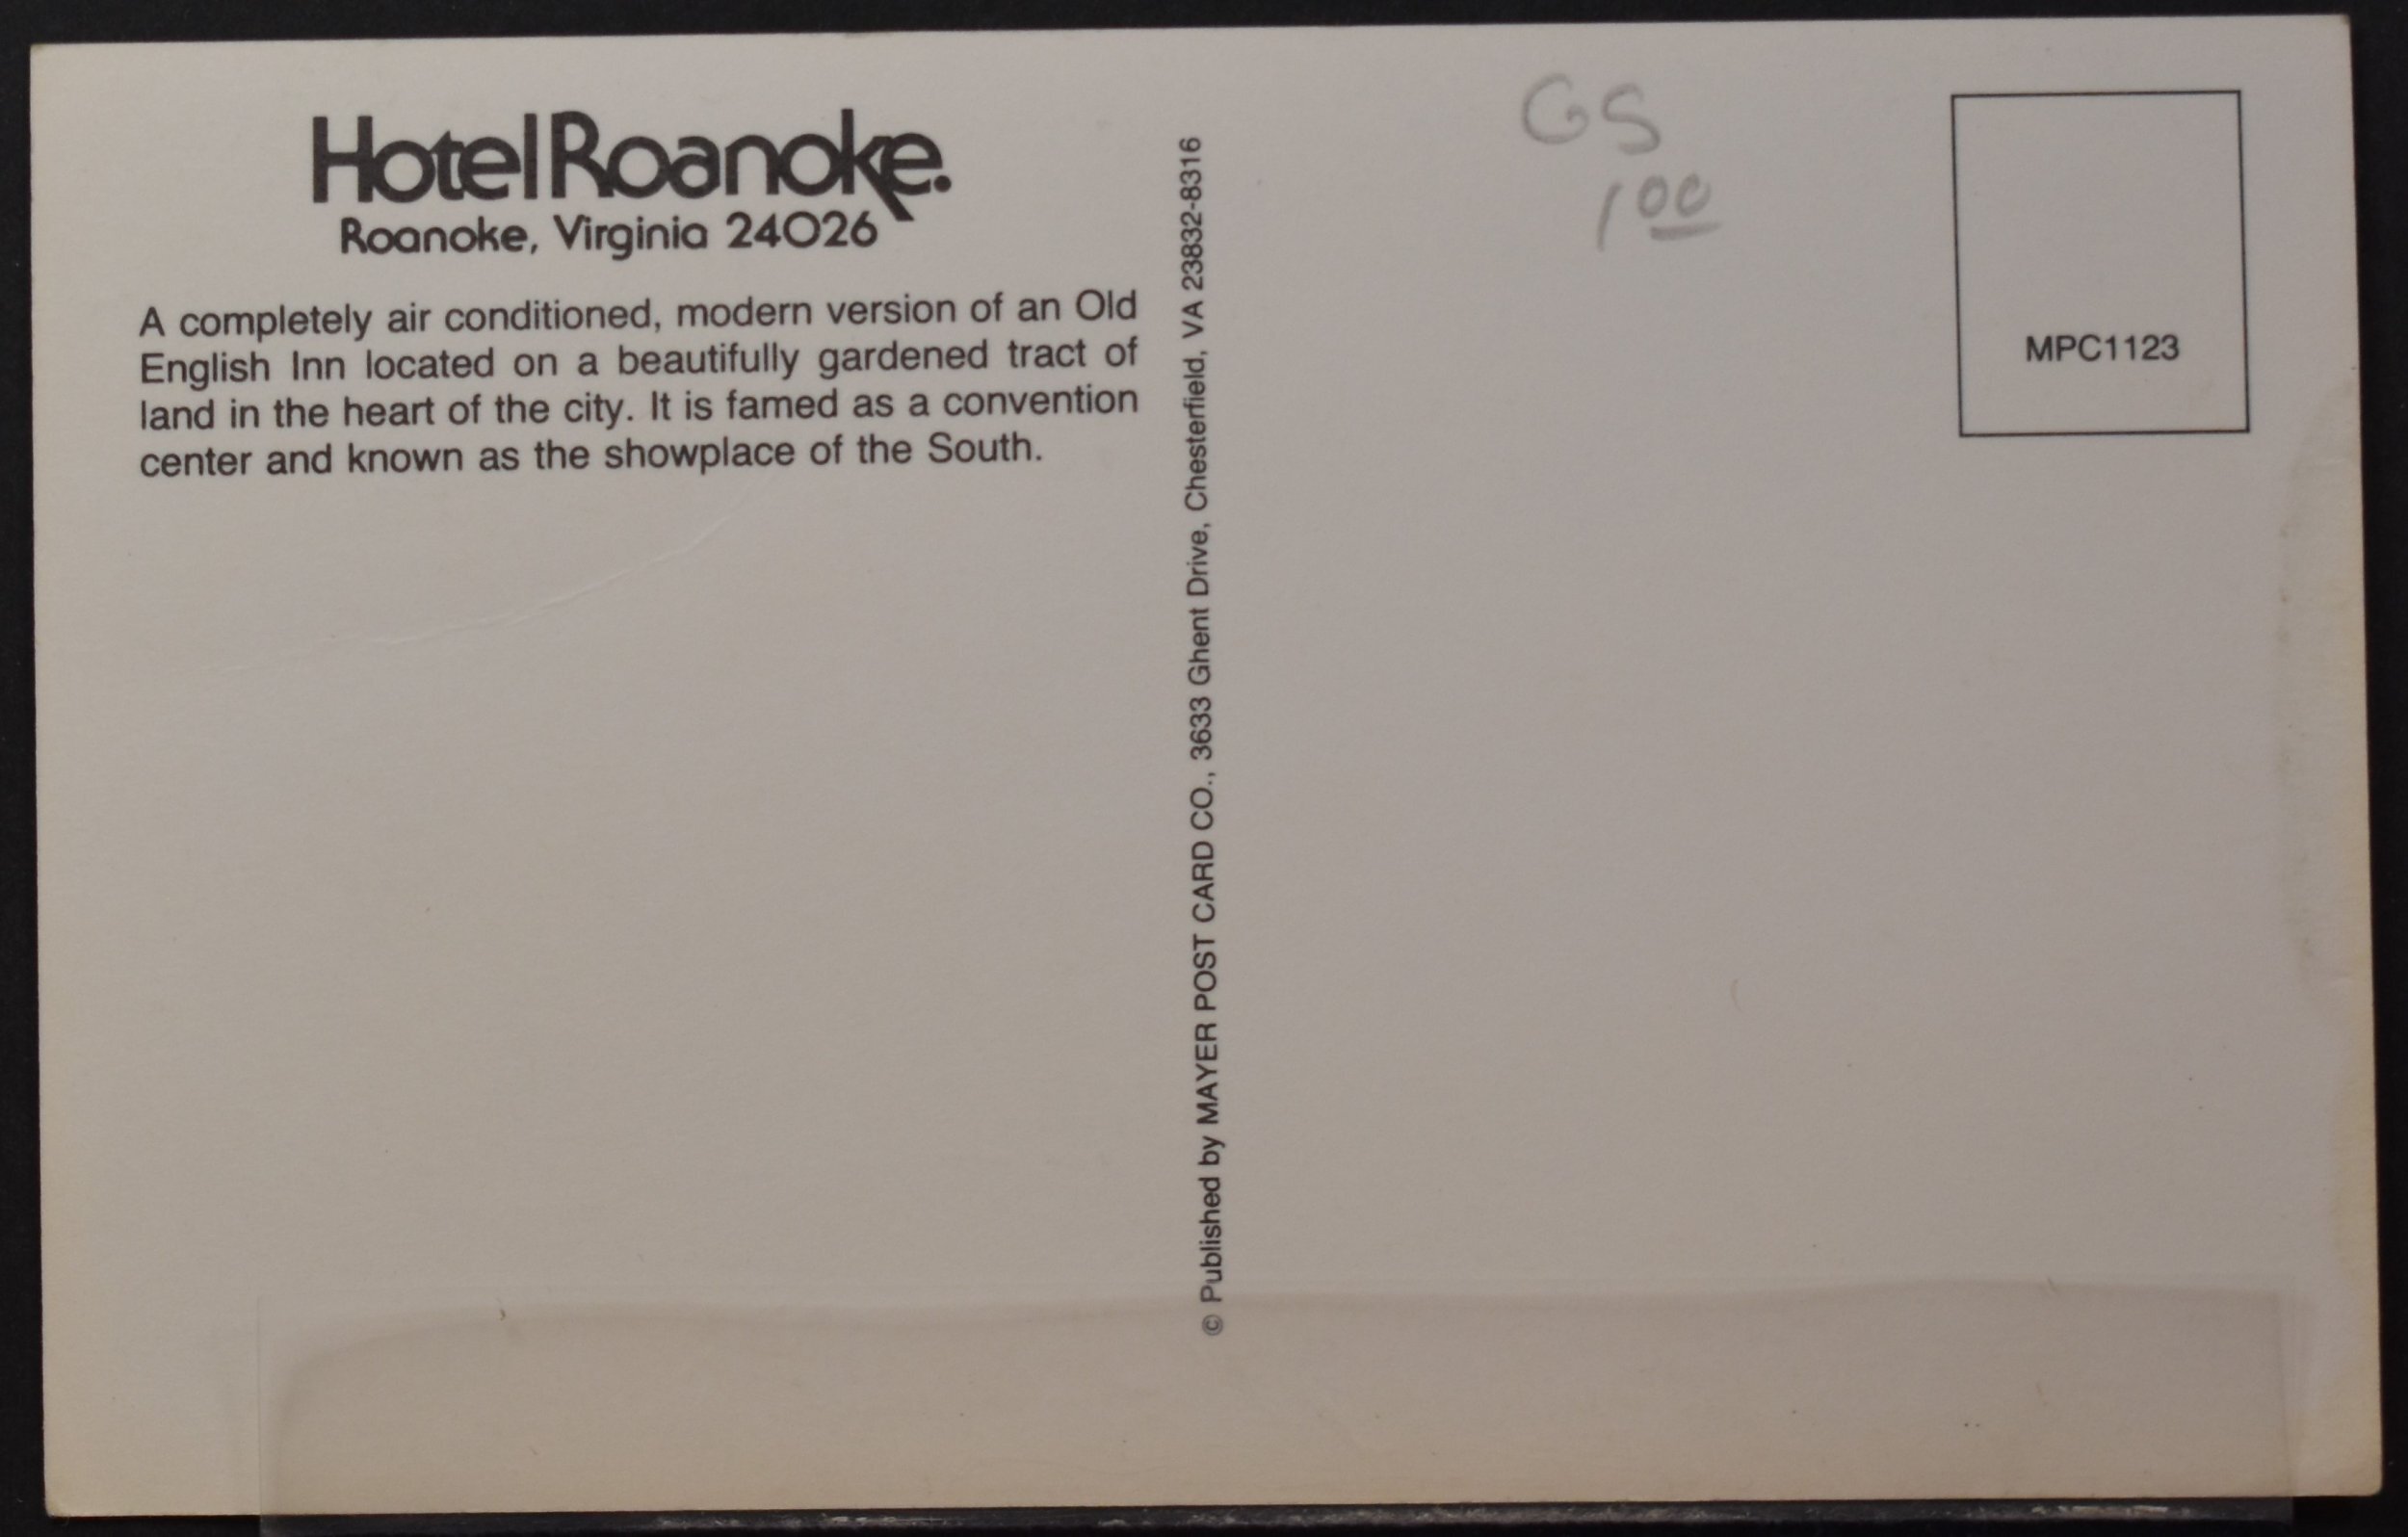 Hotel Roanoke.
Roanoke, Virginia 24026
A completely air conditioned, modern version of an Old
English Inn located on a beautifully gardened tract of
land in the heart of the city. It is famed as a convention
center and known as the showplace of the South.
© Published by MAYER POST CARD CO., 3633 Ghent Drive, Chesterfield, VA 23832-8316
GS
1 00
MPC1123